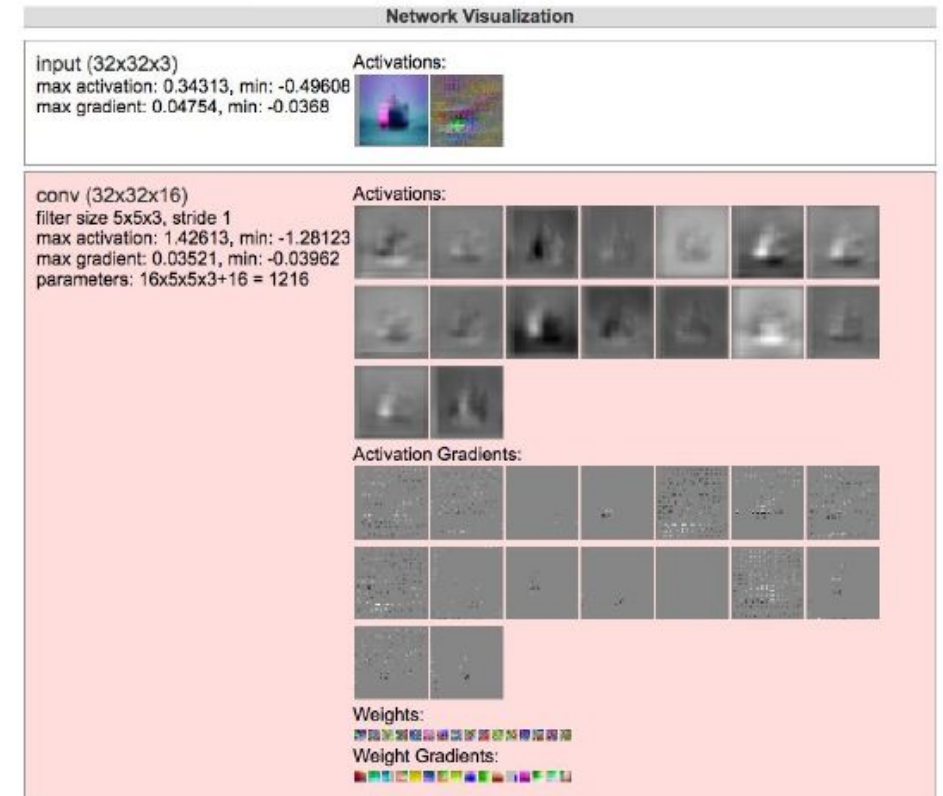 Network Visualization
input (32x32x3)
max activation: 0.34313, min: -0.49608
max gradient: 0.04754, min: -0.0368
Activations:
conv (32x32x16)
filter size 5x5x3, stride 1
max activation: 1.42613, min: -1.28123
max gradient: 0.03521, min: -0.03962
parameters: 16x5x5x3+16 = 1216
Activations:
Activation Gradients:
Weights:
Weight Gradients: